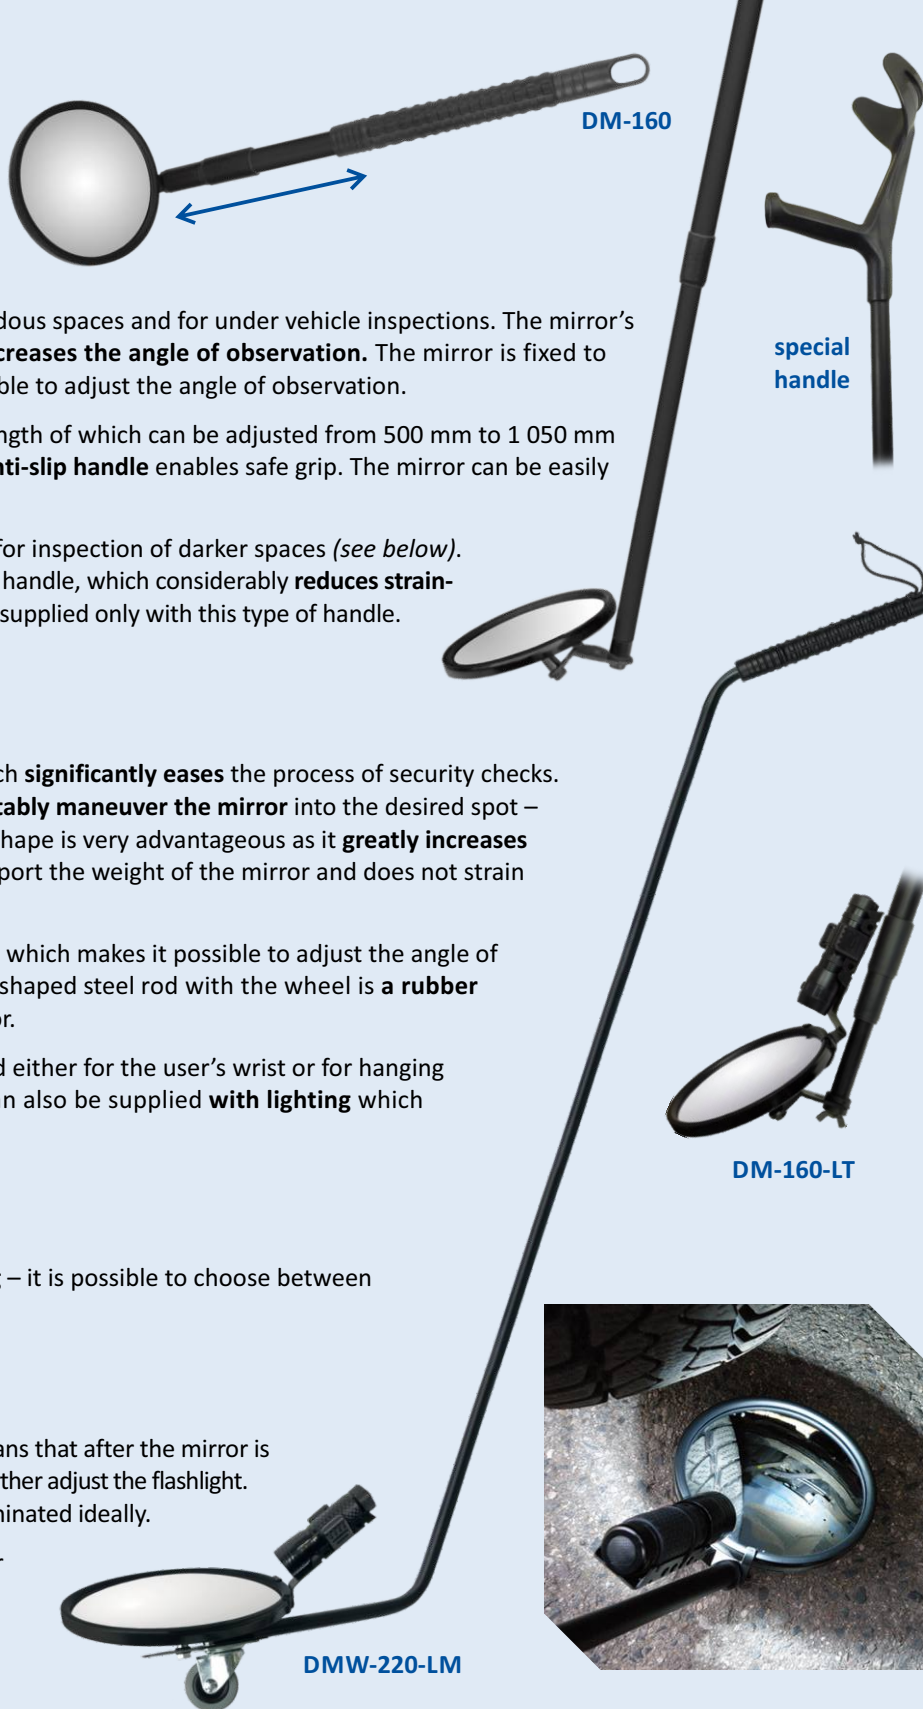 DM-160
dous spaces and for under vehicle inspections. The mirror’s
creases the angle of observation. The mirror is fixed to
ble to adjust the angle of observation.
special
handle
ngth of which can be adjusted from 500 mm to 1 050 mm
nti-slip handle enables safe grip. The mirror can be easily
for inspection of darker spaces (see below).
handle, which considerably reduces strain-
supplied only with this type of handle.
ch significantly eases the process of security checks.
tably maneuver the mirror into the desired spot –
shape is very advantageous as it greatly increases
port the weight of the mirror and does not strain
which makes it possible to adjust the angle of
shaped steel rod with the wheel is a rubber
or.
d either for the user’s wrist or for hanging
an also be supplied with lighting which
DM-160-LT
g – it is possible to choose between
ans that after the mirror is
ther adjust the flashlight.
minated ideally.
r
DMW-220-LM